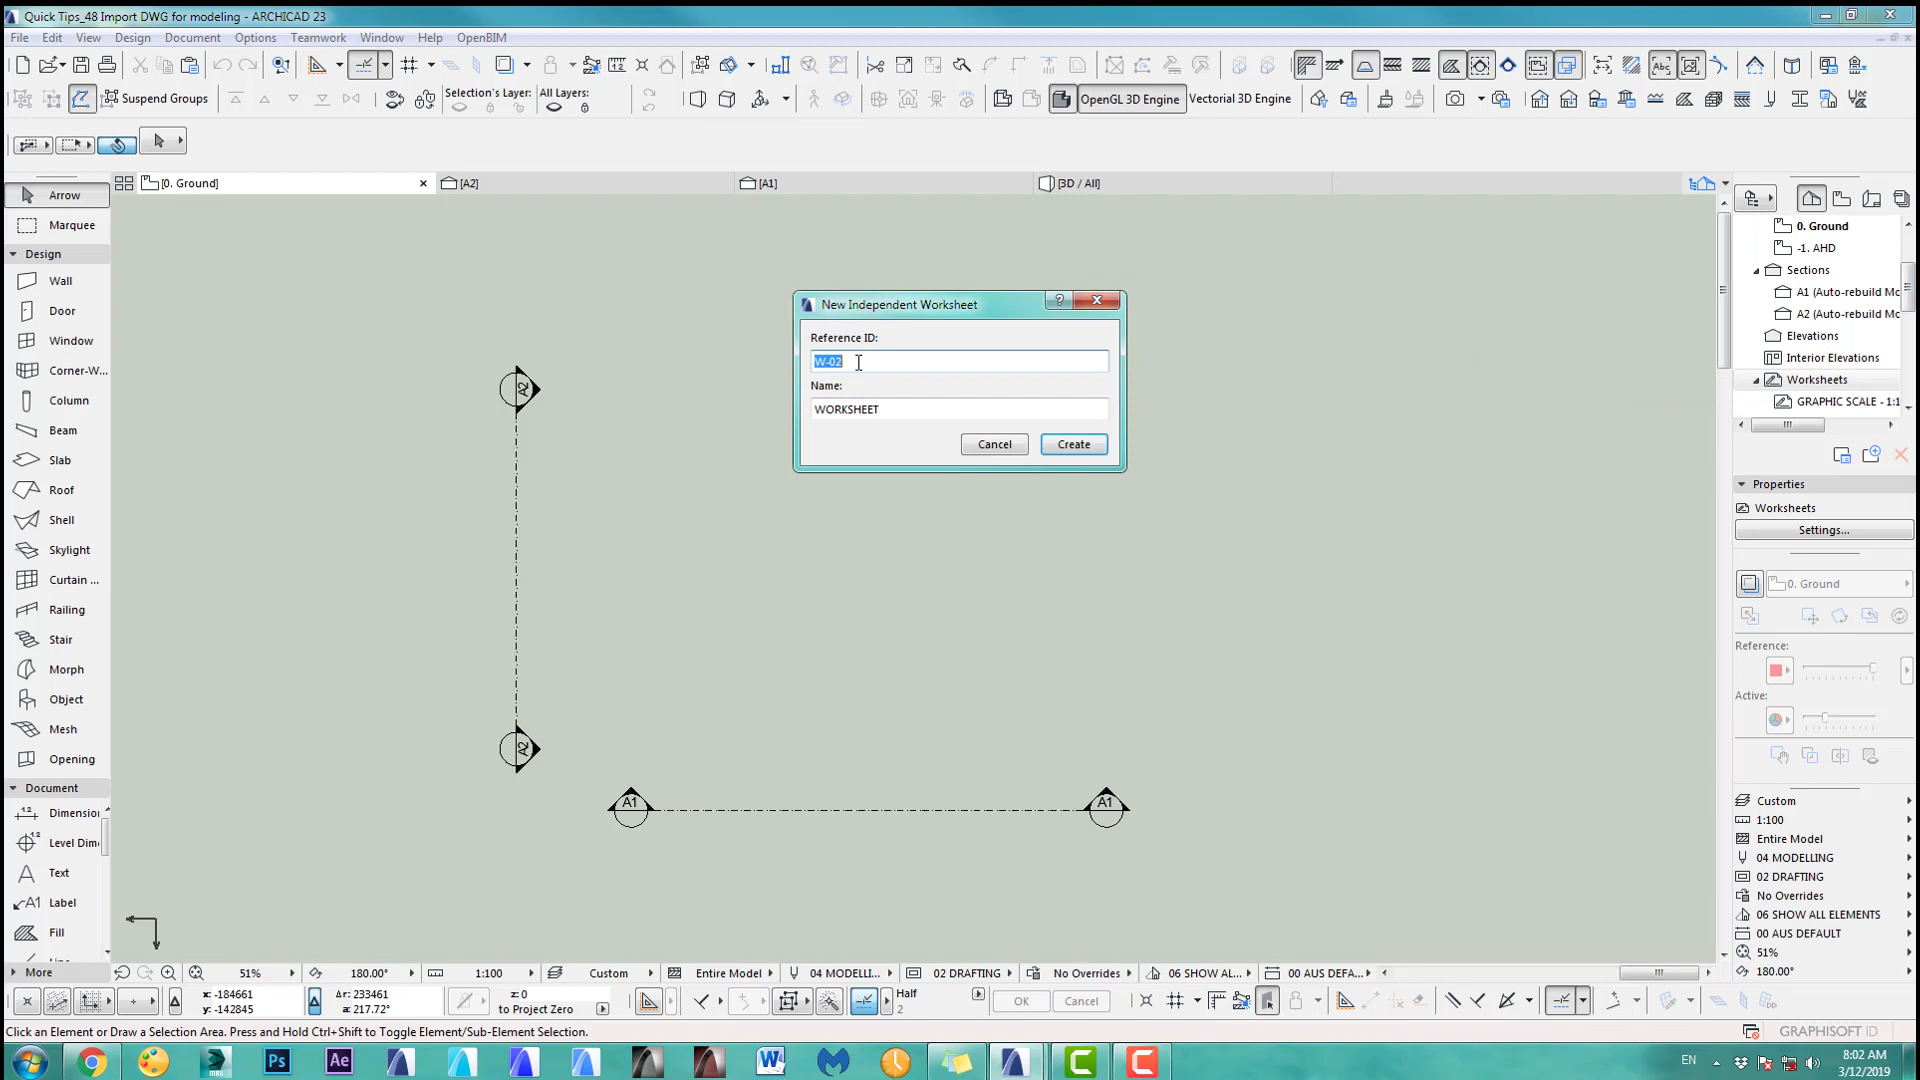 Quick Tips_48 Import DWG for modeling - ARCHICAD 23
File Edit View Design Document Options Teamwork Window Help OpenBIM
Suspend Groups
Selection's Layer:
All Layers:
OpenGL 3D Engine
Vectorial 3D Engine
[0. Ground]
[A2]
[A1]
[3D / All]
Arrow
Marquee
Design
Wall
Door
Window
Corner-W...
Column
Beam
Slab
Roof
Shell
Skylight
Curtain ...
Railing
Stair
Morph
Object
Mesh
Opening
Document
Dimension
Level Dim
Text
A1 Label
Fill
More
A2
A2
A1
A1
New Independent Worksheet
Reference ID:
W-02
Name:
WORKSHEET
Cancel
Create
0. Ground
-1. AHD
Sections
A1 (Auto-rebuild Mc
A2 (Auto-rebuild Mc
Elevations
Interior Elevations
Worksheets
GRAPHIC SCALE - 1:1
Properties
Worksheets
Settings...
0. Ground
Reference:
Active:
Custom
1:100
Entire Model
04 MODELLING
02 DRAFTING
No Overrides
06 SHOW ALL ELEMENTS
00 AUS DEFAULT
51%
180.00°
51%
180.00°
1:100
Custom
Entire Model
04 MODELLI...
02 DRAFTING
No Overrides
06 SHOW AL...
00 AUS DEFA...
x: -184661
y: -142845
Δr: 233461
a: 217.72°
z: 0
to Project Zero
Half
2
OK
Cancel
Click an Element or Draw a Selection Area. Press and Hold Ctrl+Shift to Toggle Element/Sub-Element Selection.
GRAPHISOFT ID
MAX
Ps
Ae
EN
8:02 AM
3/12/2019